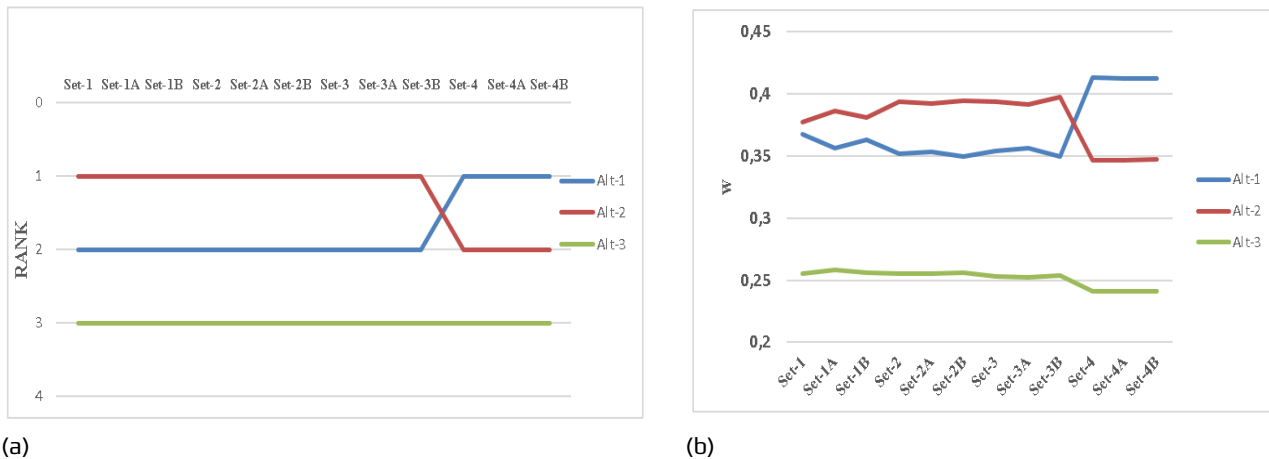 Set-1 Set-1A Set-1B Set-2 Set-2A Set-2B Set-3 Set-3A Set-3B Set-4 Set-4A Set-4B
0
1
2
3
4
RANK
Alt-1
Alt-2
Alt-3
(a)
0,45
0,4
0,35
0,3
0,25
0,2
w
Set-1 Set-1A Set-1B Set-2 Set-2A Set-2B Set-3 Set-3A Set-3B Set-4 Set-4A Set-4B
Alt-1
Alt-2
Alt-3
(b)